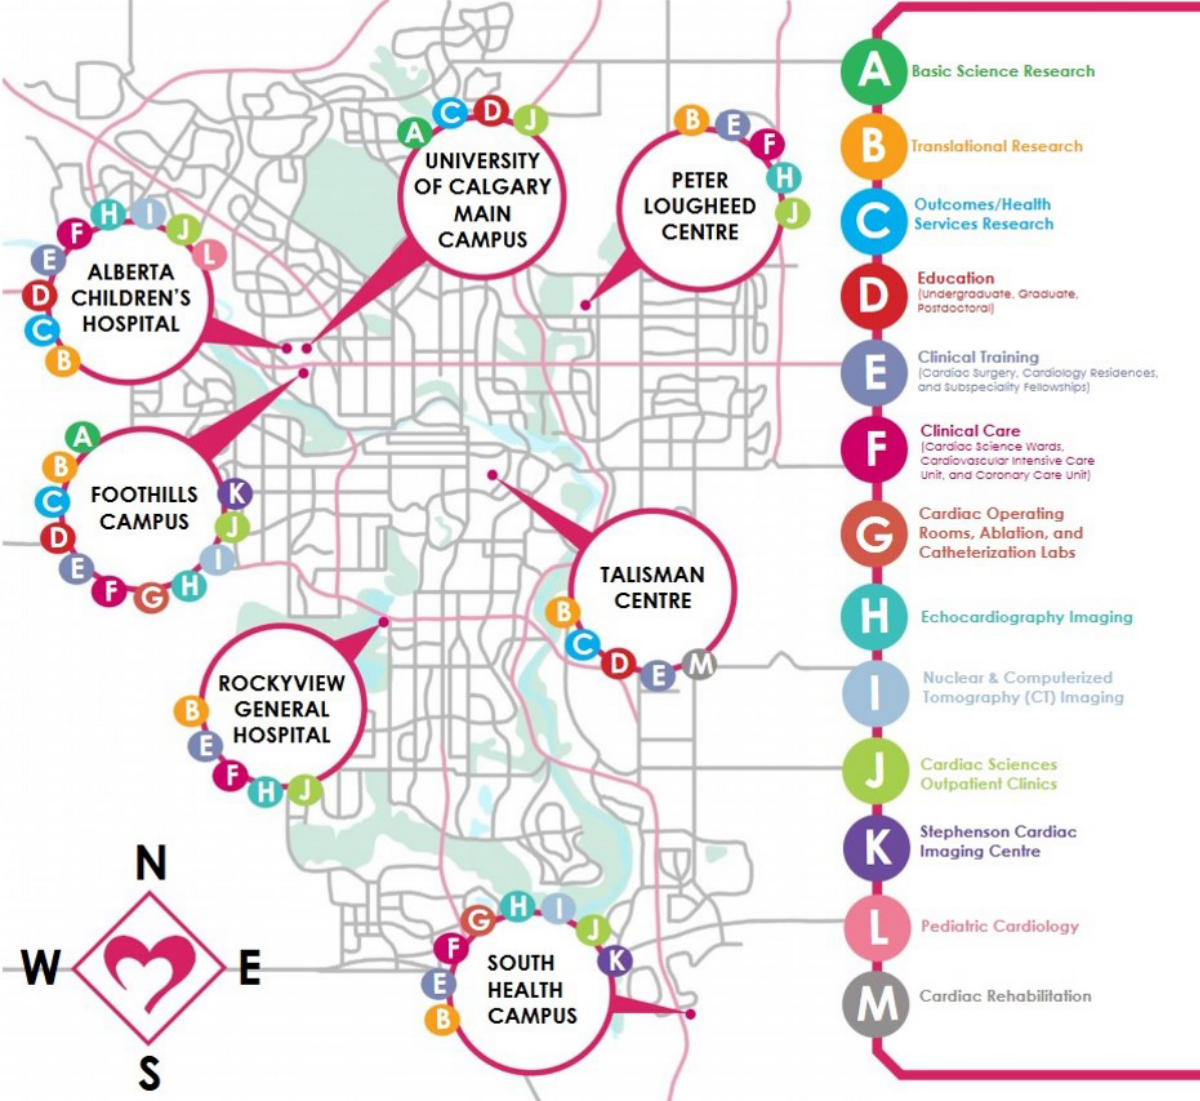 A
C
D
J
UNIVERSITY
OF CALGARY
MAIN
CAMPUS
B
E
F
H
J
PETER
LOUGHEED
CENTRE
B
C
D
E
F
H
I
J
L
ALBERTA
CHILDREN'S
HOSPITAL
A
B
C
D
E
F
G
H
I
J
K
FOOTHILLS
CAMPUS
TALISMAN
CENTRE
B
C
D
E
M
ROCKYVIEW
GENERAL
HOSPITAL
B
E
F
H
J
B
E
F
G
H
I
J
K
SOUTH
HEALTH
CAMPUS
N
W
E
S
A Basic Science Research
B Translational Research
C Outcomes/Health
Services Research
D Education
(Undergraduate, Graduate,
Postdoctoral)
E Clinical Training
(Cardiac Surgery, Cardiology Residences,
and Subspeciality Fellowships)
F Clinical Care
(Cardiac Science Wards,
Cardiovascular Intensive Care
Unit, and Coronary Care Unit)
G Cardiac Operating
Rooms, Ablation, and
Catheterization Labs
H Echocardiography Imaging
I Nuclear & Computerized
Tomography (CT) Imaging
J Cardiac Sciences
Outpatient Clinics
K Stephenson Cardiac
Imaging Centre
L Pediatric Cardiology
M Cardiac Rehabilitation